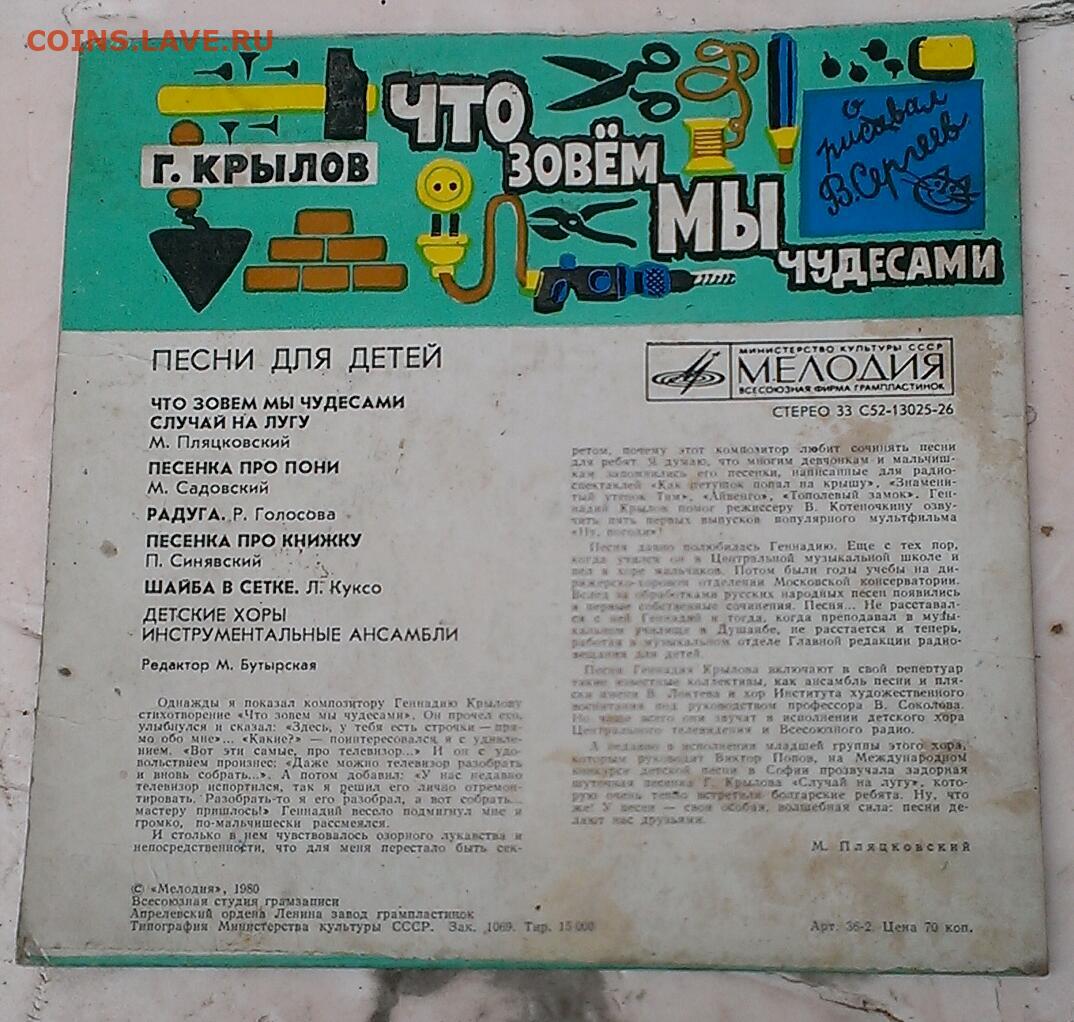 COINS.LAVE.RU
ЧТО
ЗОВЁМ
МЫ
ЧУДЕСАМИ
Г. КРЫЛОВ
рисовал
В. Сергеев
ПЕСНИ ДЛЯ ДЕТЕЙ
ЧТО ЗОВЕМ МЫ ЧУДЕСАМИ
СЛУЧАЙ НА ЛУГУ
М. Пляцковский
ПЕСЕНКА ПРО ПОНИ
М. Садовский
РАДУГА. Р. Голосова
ПЕСЕНКА ПРО КНИЖКУ
П. Синявский
ШАЙБА В СЕТКЕ. Л. Куксо
ДЕТСКИЕ ХОРЫ
ИНСТРУМЕНТАЛЬНЫЕ АНСАМБЛИ
Редактор М. Бутырская
Однажды я показал композитору Геннадию Крылову
стихотворение «Что зовем мы чудесами». Он прочел его,
улыбнулся и сказал: «Здесь, у тебя есть строчки — пря-
мо обо мне»... «Какие?» — поинтересовался я с удивле-
нием. «Вот эти самые, про телевизор...» И он с удо-
вольствием произнес: «Даже можно телевизор разобрать
и вновь собрать...». А потом добавил: «У нас недавно
телевизор испортился, так я решил его лично отремон-
тировать. Разобрать-то я его разобрал, а вот собрать...
мастеру пришлось!» Геннадий весело подмигнул мне и
громко, по-мальчишески рассмеялся.
И столько в нем чувствовалось озорного лукавства и
непосредственности, что для меня перестало быть сек-
МИНИСТЕРСТВО КУЛЬТУРЫ СССР
МЕЛОДИЯ
ВСЕСОЮЗНАЯ ФИРМА ГРАМПЛАСТИНОК
СТЕРЕО 33 С52-13025-26
ретом, почему этот композитор любит сочинять песни
для ребят. Я думаю, что многим девчонкам и мальчиш-
кам запомнились его песенки, написанные для радио-
спектаклей «Как петушок попал на крышу», «Знамени-
тый утенок Тим», «Айвенго», «Тополевый замок». Ген-
надий Крылов помог режиссеру В. Котеночкину озву-
чить пять первых выпусков популярного мультфильма
«Ну, погоди»!
Песня давно полюбилась Геннадию. Еще с тех пор,
когда учился он в Центральной музыкальной школе и
пел в хоре мальчиков. Потом были годы учебы на ди-
рижерско-хоровом отделении Московской консерватории.
Вслед за обработками русских народных песен появились
и первые собственные сочинения. Песня... Не расставал-
ся с ней Геннадий и тогда, когда преподавал в музы-
кальном училище в Душанбе, не расстается и теперь,
работая в музыкальном отделе Главной редакции радио-
вещания для детей.
Песни Геннадия Крылова включают в свой репертуар
такие известные коллективы, как ансамбль песни и пля-
ски имени В. Локтева и хор Института художественного
воспитания под руководством профессора В. Соколова.
Но чаще всего они звучат в исполнении детского хора
Центрального телевидения и Всесоюзного радио.
А недавно в исполнении младшей группы этого хора,
которым руководит Виктор Попов, на Международном
конкурсе детской песни в Софии прозвучала задорная
шуточная песенка Г. Крылова «Случай на лугу», кото-
рую очень тепло встретили болгарские ребята. Ну, что
же! У песни — своя особая, волшебная сила: песни де-
лают нас друзьями.
М. Пляцковский
© «Мелодия», 1980
Всесоюзная студия грамзаписи
Апрелевский ордена Ленина завод грампластинок
Типография Министерства культуры СССР. Зак. 1069. Тир. 15 000
Арт. 36-2. Цена 70 коп.